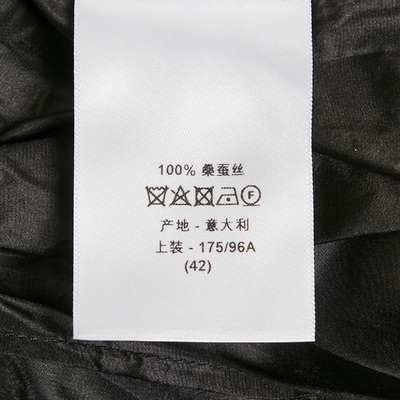 100% 桑蚕丝
F
产地 - 意大利
上装 - 175/96A
(42)